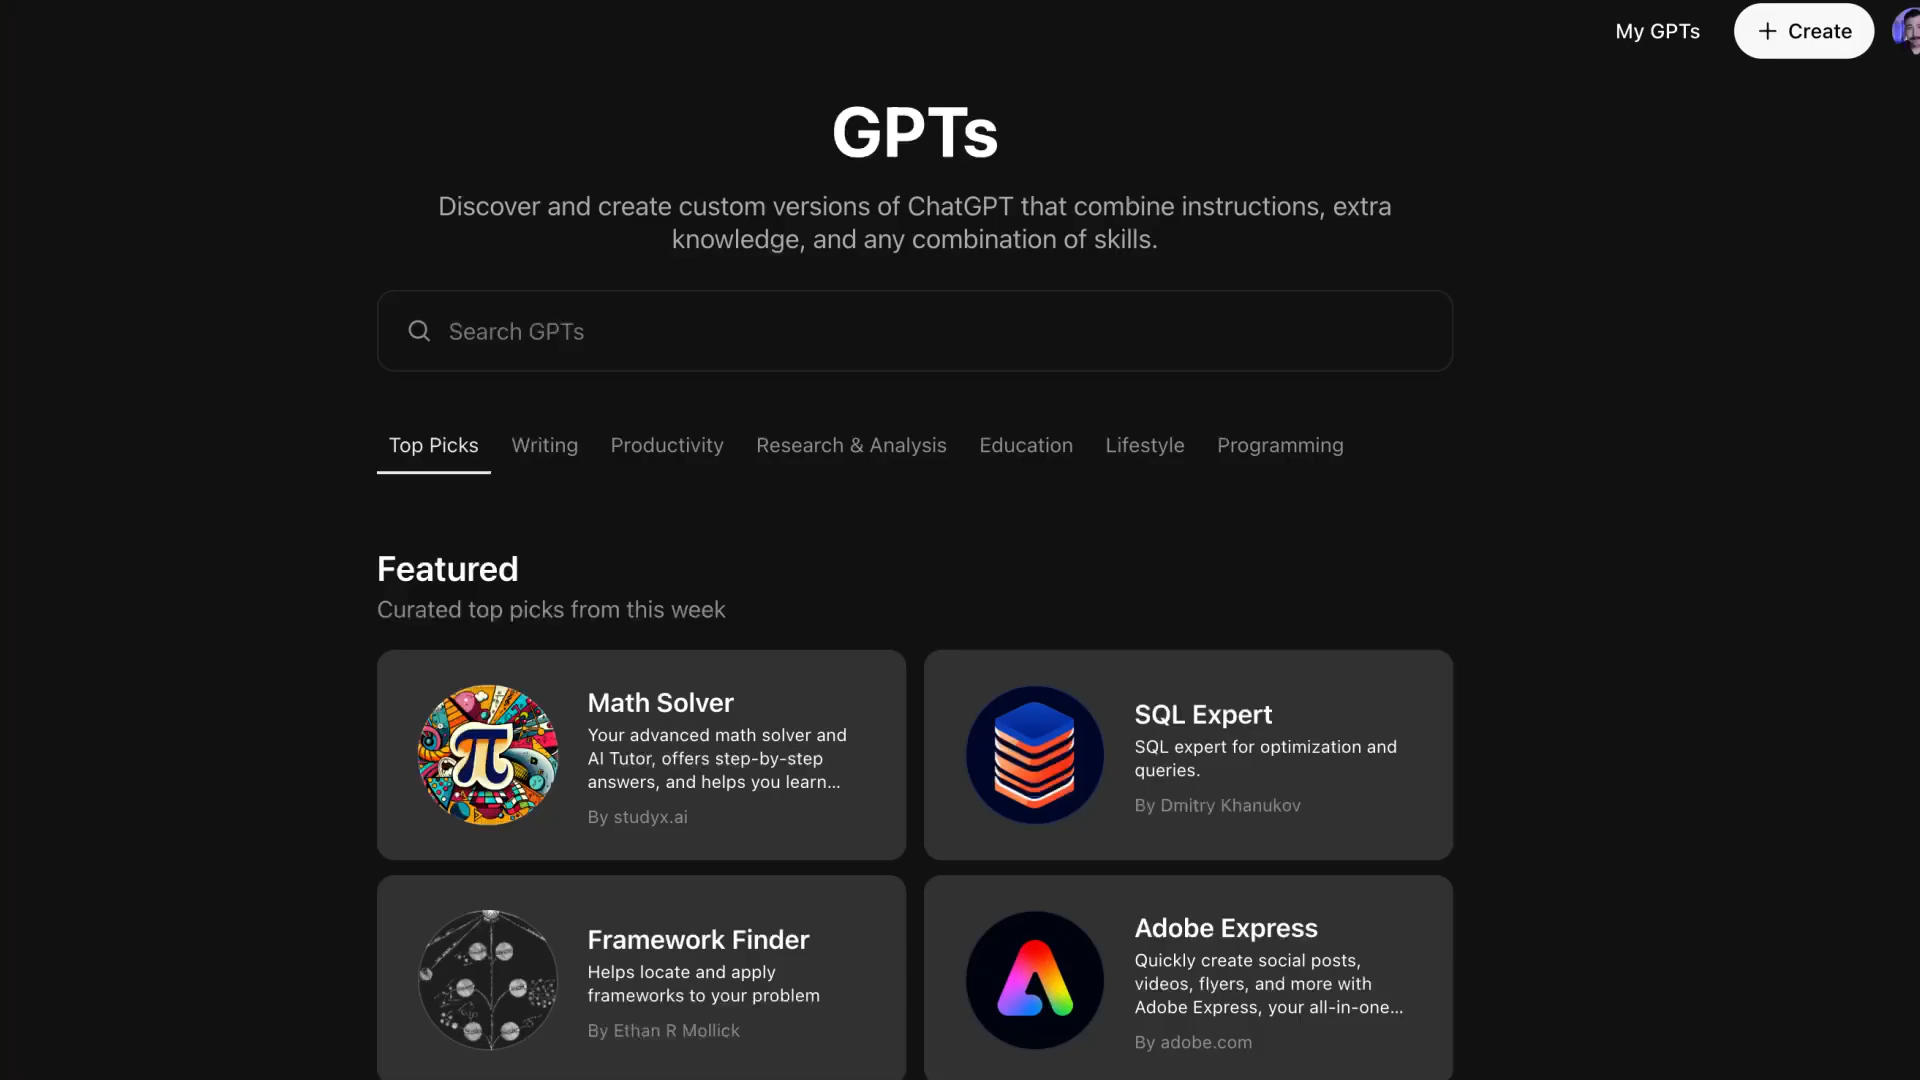 My GPTs
Create
GPTs
Discover and create custom versions of ChatGPT that combine instructions, extra
knowledge, and any combination of skills.
Search GPTs
Top Picks
Writing
Productivity
Research & Analysis
Education
Lifestyle
Programming
Featured
Curated top picks from this week
Math Solver
Your advanced math solver and
AI Tutor, offers step-by-step
answers, and helps you learn...
By studyx.ai
SQL Expert
SQL expert for optimization and
queries.
By Dmitry Khanukov
Framework Finder
Helps locate and apply
frameworks to your problem
By Ethan R Mollick
Adobe Express
Quickly create social posts,
videos, flyers, and more with
Adobe Express, your all-in-one...
By adobe.com